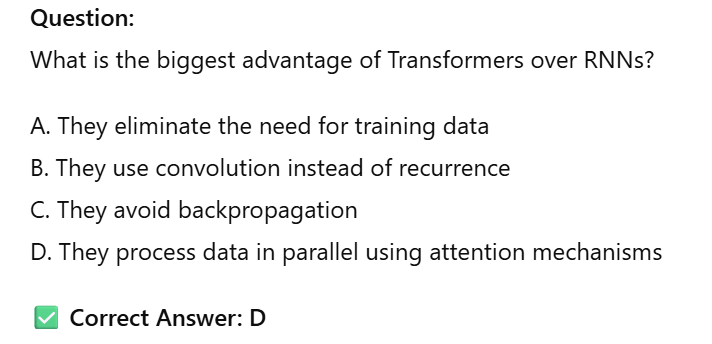 Question:
What is the biggest advantage of Transformers over RNNs?
A. They eliminate the need for training data
B. They use convolution instead of recurrence
C. They avoid backpropagation
D. They process data in parallel using attention mechanisms
✅ Correct Answer: D